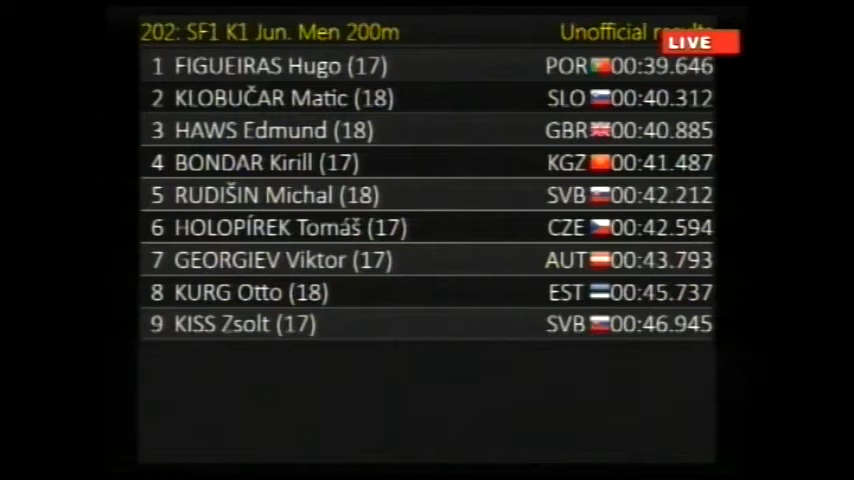 202: SF1 K1 Jun. Men 200m Unofficial results
LIVE
1 FIGUEIRAS Hugo (17) POR 00:39.646
2 KLOBUČAR Matic (18) SLO 00:40.312
3 HAWS Edmund (18) GBR 00:40.885
4 BONDAR Kirill (17) KGZ 00:41.487
5 RUDIŠIN Michal (18) SVB 00:42.212
6 HOLOPÍREK Tomáš (17) CZE 00:42.594
7 GEORGIEV Viktor (17) AUT 00:43.793
8 KURG Otto (18) EST 00:45.737
9 KISS Zsolt (17) SVB 00:46.945